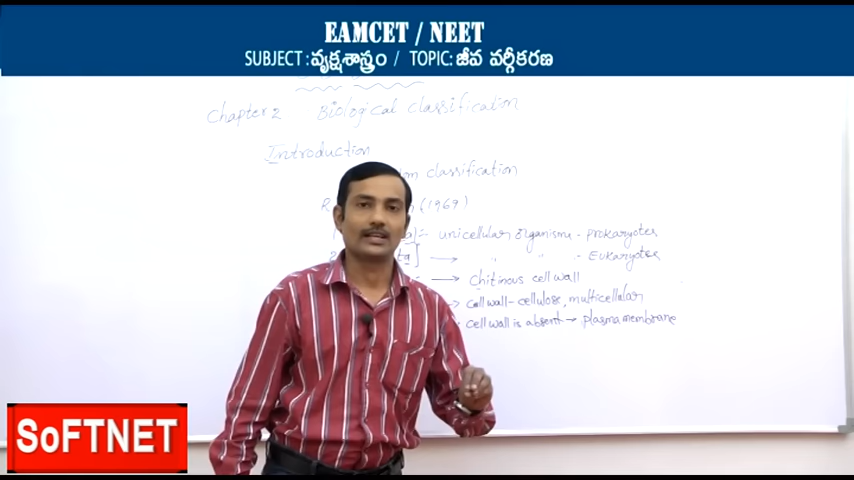 EAMCET / NEET
SUBJECT : వృక్షశాస్త్రం / TOPIC: జీవ వర్గీకరణ
Chapter 2 Biological classification
Introduction
classification
(1969)
unicellular organisms - prokaryotes
→ " " - Eukaryotes
→ chitinous cell wall
→ cell wall - cellulose, multicellular
cell wall is absent → plasma membrane
SoFTNET